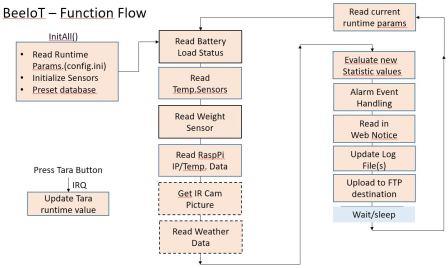 BeeIoT – Function Flow
InitAll()
• Read Runtime
Params.(config.ini)
• Initialize Sensors
• Preset database
Press Tara Button
IRQ
Update Tara
runtime value
Read Battery
Load Status
Read
Temp.Sensors
Read Weight
Sensor
Read RaspPi
IP/Temp. Data
Get IR Cam
Picture
Read Weather
Data
Read current
runtime params
Evaluate new
Statistic values
Alarm Event
Handling
Read in
Web Notice
Update Log
File(s)
Upload to FTP
destination
Wait/sleep